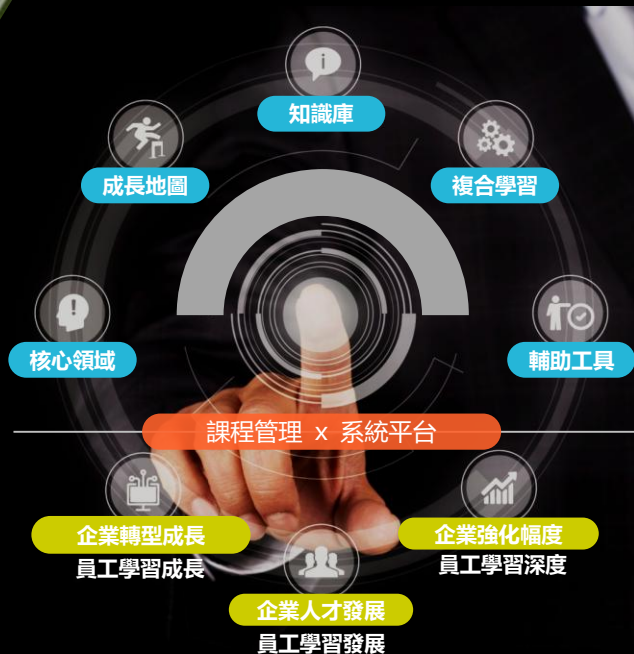 知識庫
成長地圖
複合學習
核心領域
輔助工具
課程管理 x 系統平台
企業轉型成長
員工學習成長
企業強化幅度
員工學習深度
企業人才發展
員工學習發展